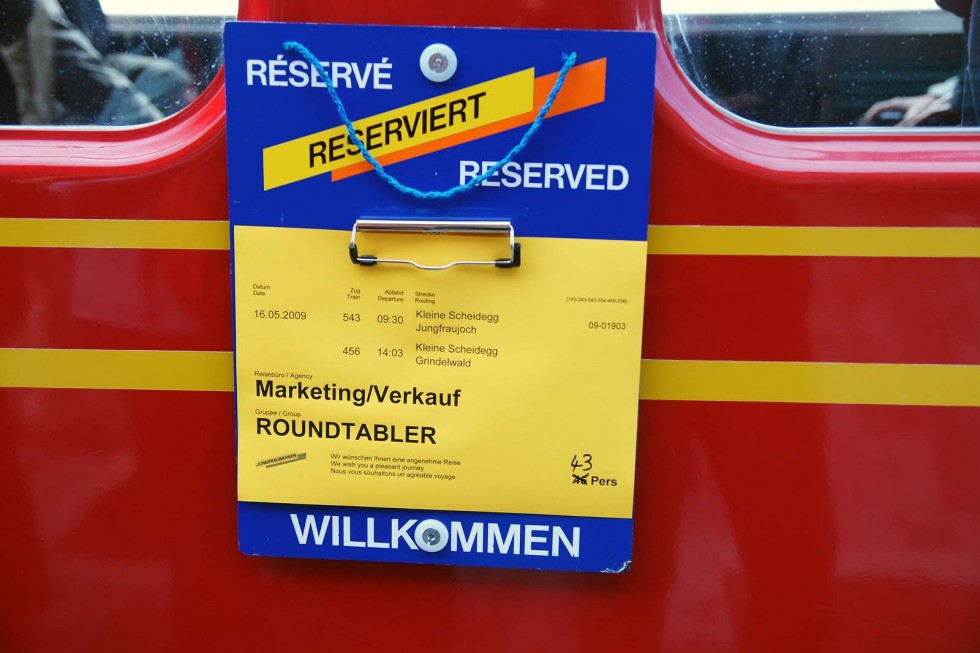 RÉSERVÉ
RESERVIERT
RESERVED
Datum
Date
Zug
Train
Abfahrt
Departure
Strecke
Routing
16.05.2009 543 09:30 Kleine Scheidegg
Jungfraujoch
09-01903
456 14:03 Kleine Scheidegg
Grindelwald
Reisebüro / Agency
Marketing/Verkauf
Gruppe / Group
ROUNDTABLER
JUNGFRAUBAHNEN
Wir wünschen Ihnen eine angenehme Reise
We wish you a pleasant journey
Nous vous souhaitons un agréable voyage
43
Pers
WILLKOMMEN